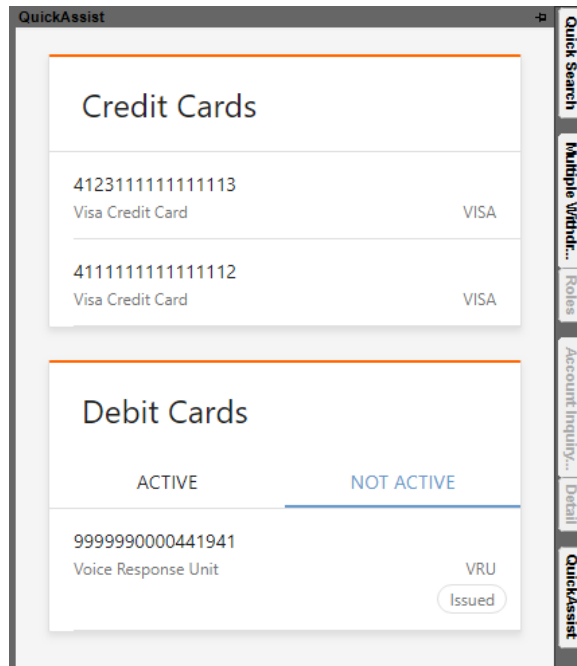 QuickAssist
Credit Cards
4123111111111113
Visa Credit Card VISA
4111111111111112
Visa Credit Card VISA
Debit Cards
ACTIVE NOT ACTIVE
9999990000441941
Voice Response Unit VRU
Issued
Quick Search
Multiple Withdr...
Roles
Account Inquiry...
Detail
QuickAssist